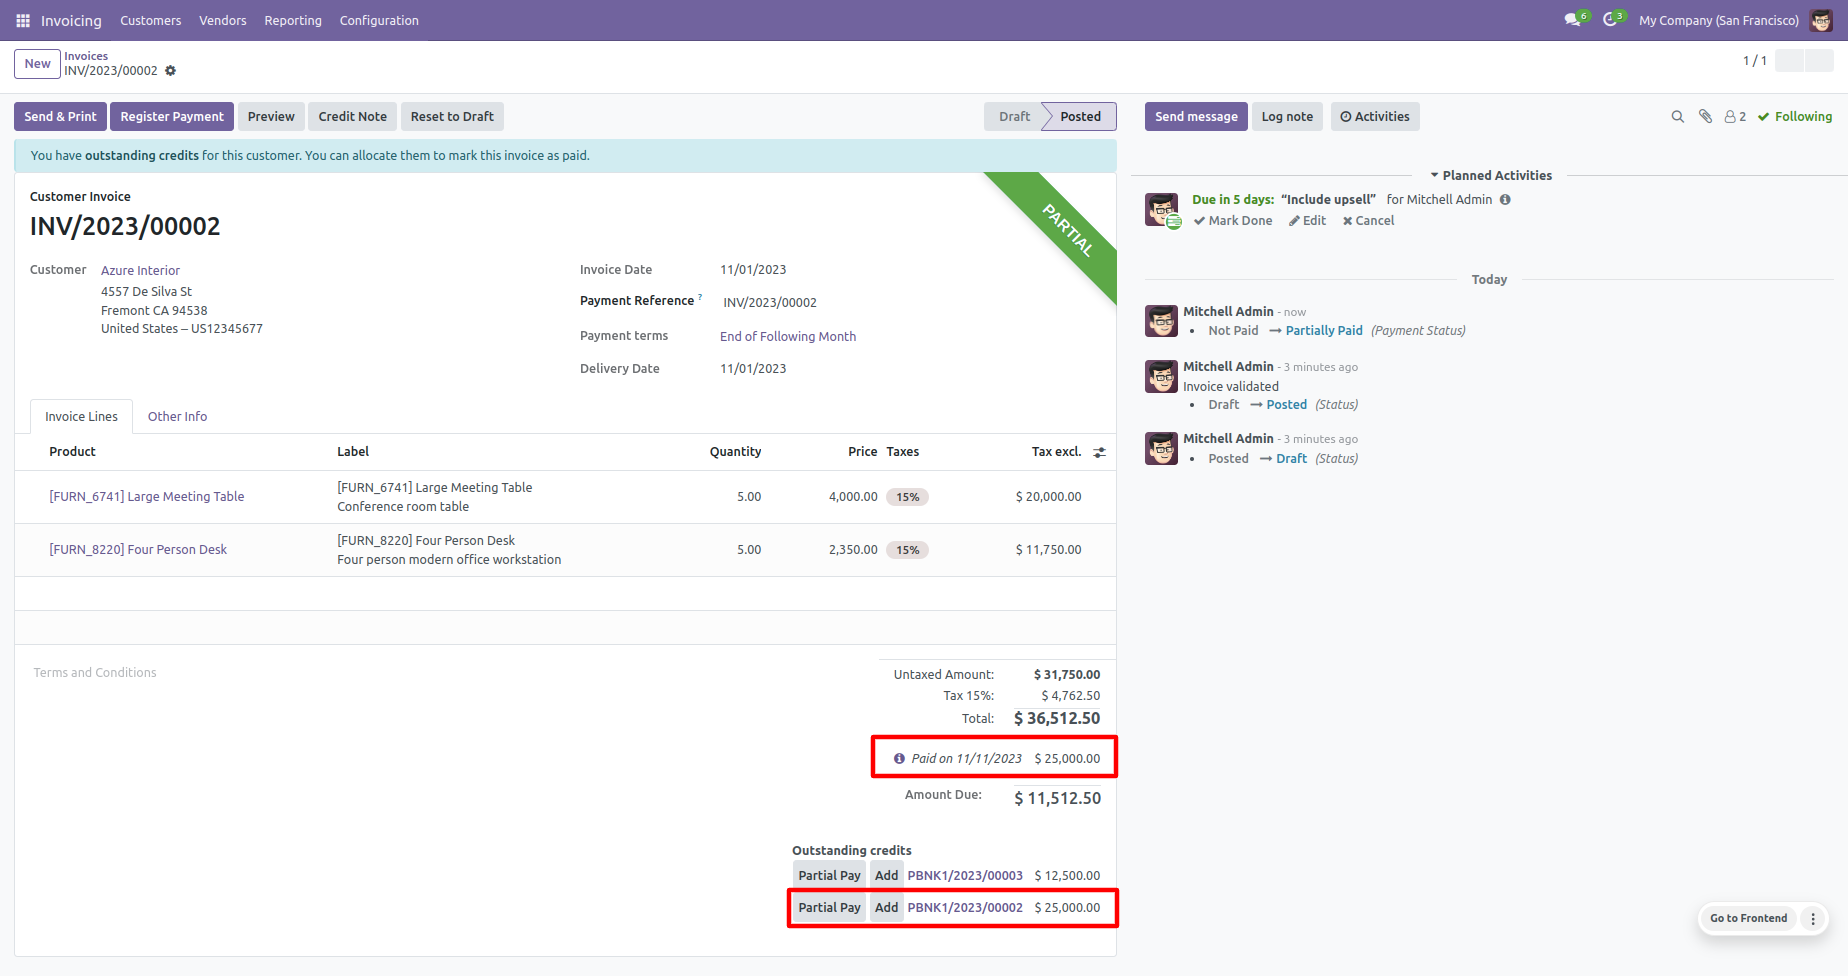 Invoicing Customers Vendors Reporting Configuration 6 3 My Company (San Francisco)
New Invoices
INV/2023/00002
1 / 1
Send & Print Register Payment Preview Credit Note Reset to Draft Draft Posted
You have outstanding credits for this customer. You can allocate them to mark this invoice as paid.
PARTIAL
Customer Invoice
INV/2023/00002
Customer Azure Interior
4557 De Silva St
Fremont CA 94538
United States – US12345677
Invoice Date 11/01/2023
Payment Reference ? INV/2023/00002
Payment terms End of Following Month
Delivery Date 11/01/2023
Invoice Lines Other Info
Product Label Quantity Price Taxes Tax excl.
[FURN_6741] Large Meeting Table [FURN_6741] Large Meeting Table 5.00 4,000.00 15% $ 20,000.00
Conference room table
[FURN_8220] Four Person Desk [FURN_8220] Four Person Desk 5.00 2,350.00 15% $ 11,750.00
Four person modern office workstation
Terms and Conditions
Untaxed Amount: $ 31,750.00
Tax 15%: $ 4,762.50
Total: $ 36,512.50
Paid on 11/11/2023 $ 25,000.00
Amount Due: $ 11,512.50
Outstanding credits
Partial Pay Add PBNK1/2023/00003 $ 12,500.00
Partial Pay Add PBNK1/2023/00002 $ 25,000.00
Send message Log note Activities 2 Following
Planned Activities
Due in 5 days: “Include upsell” for Mitchell Admin
Mark Done Edit Cancel
Today
Mitchell Admin - now
• Not Paid → Partially Paid (Payment Status)
Mitchell Admin - 3 minutes ago
Invoice validated
• Draft → Posted (Status)
Mitchell Admin - 3 minutes ago
• Posted → Draft (Status)
Go to Frontend